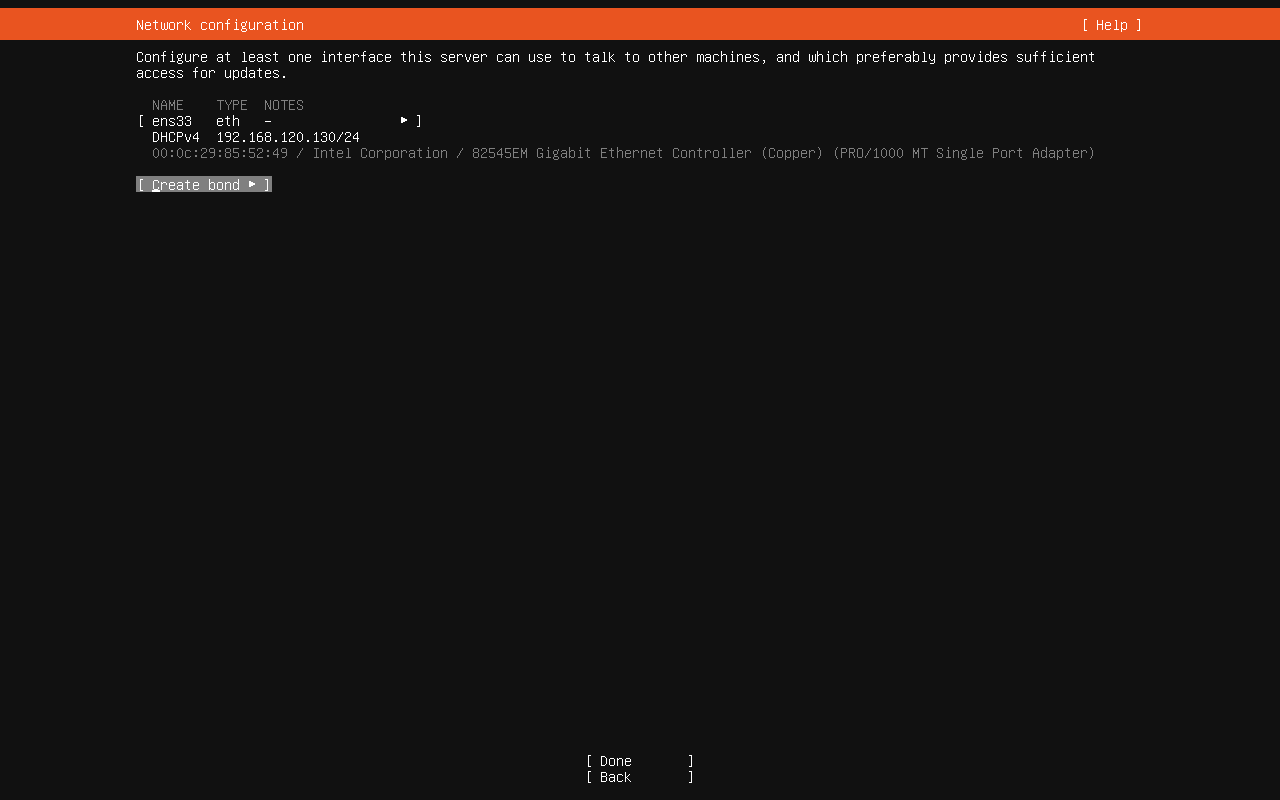 Network configuration [ Help ]
Configure at least one interface this server can use to talk to other machines, and which preferably provides sufficient
access for updates.
NAME TYPE NOTES
[ ens33 eth - ▸ ]
DHCPv4 192.168.120.130/24
00:0c:29:85:52:49 / Intel Corporation / 82545EM Gigabit Ethernet Controller (Copper) (PRO/1000 MT Single Port Adapter)
[ Create bond ▸ ]
[ Done ]
[ Back ]